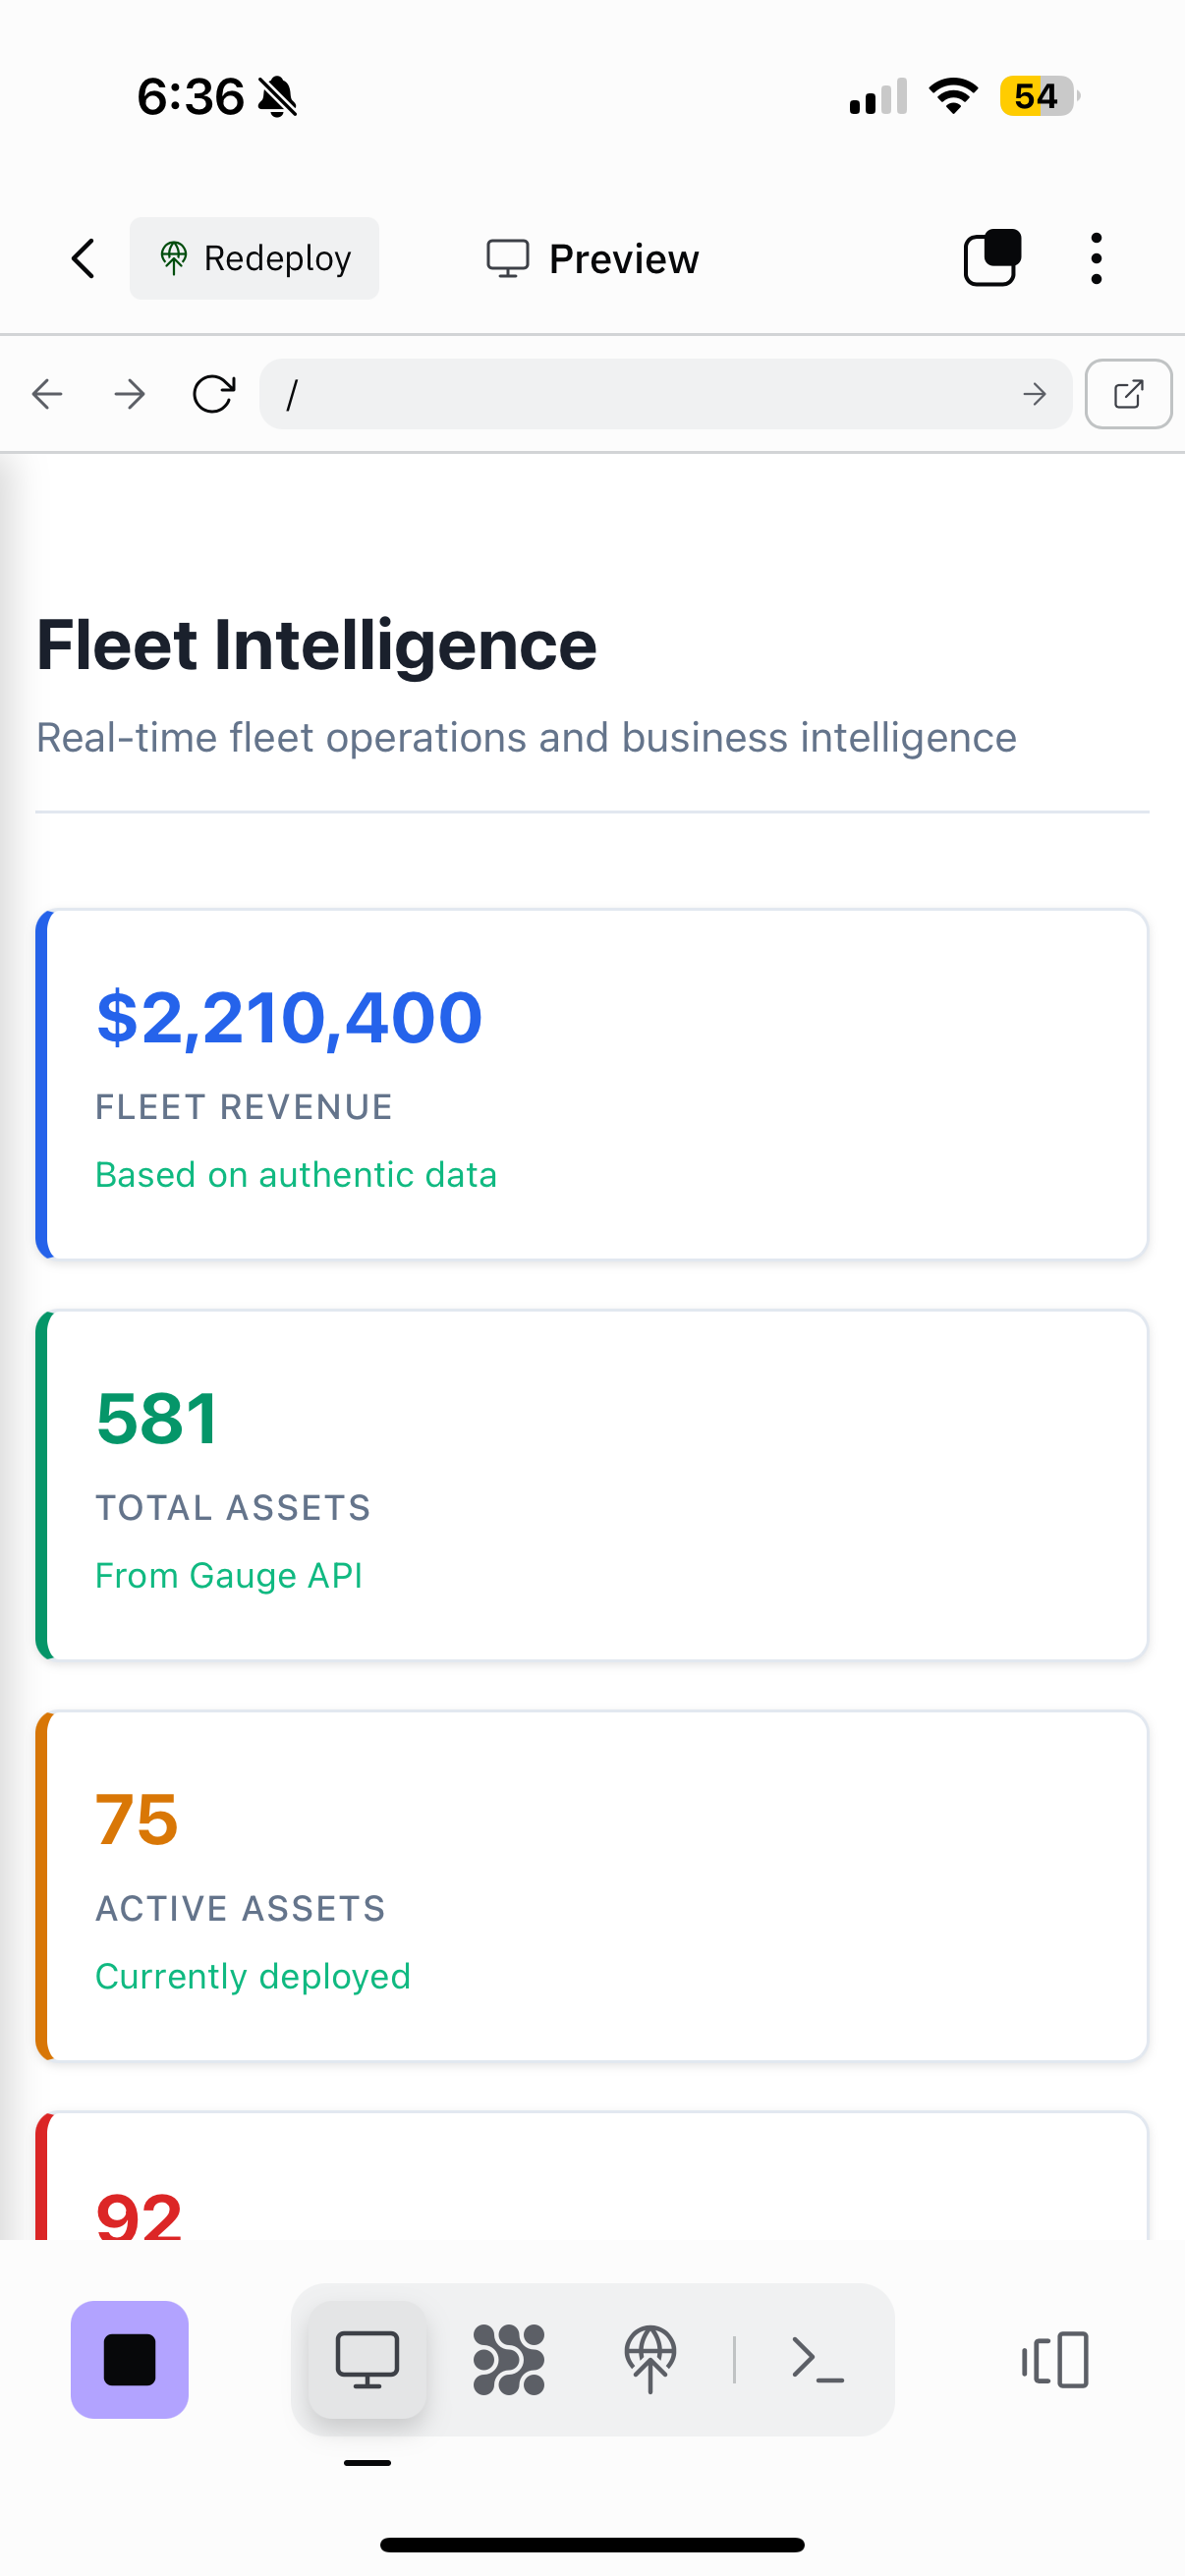 6:36
54
Redeploy
Preview
/
Fleet Intelligence
Real-time fleet operations and business intelligence
$2,210,400
FLEET REVENUE
Based on authentic data
581
TOTAL ASSETS
From Gauge API
75
ACTIVE ASSETS
Currently deployed
92